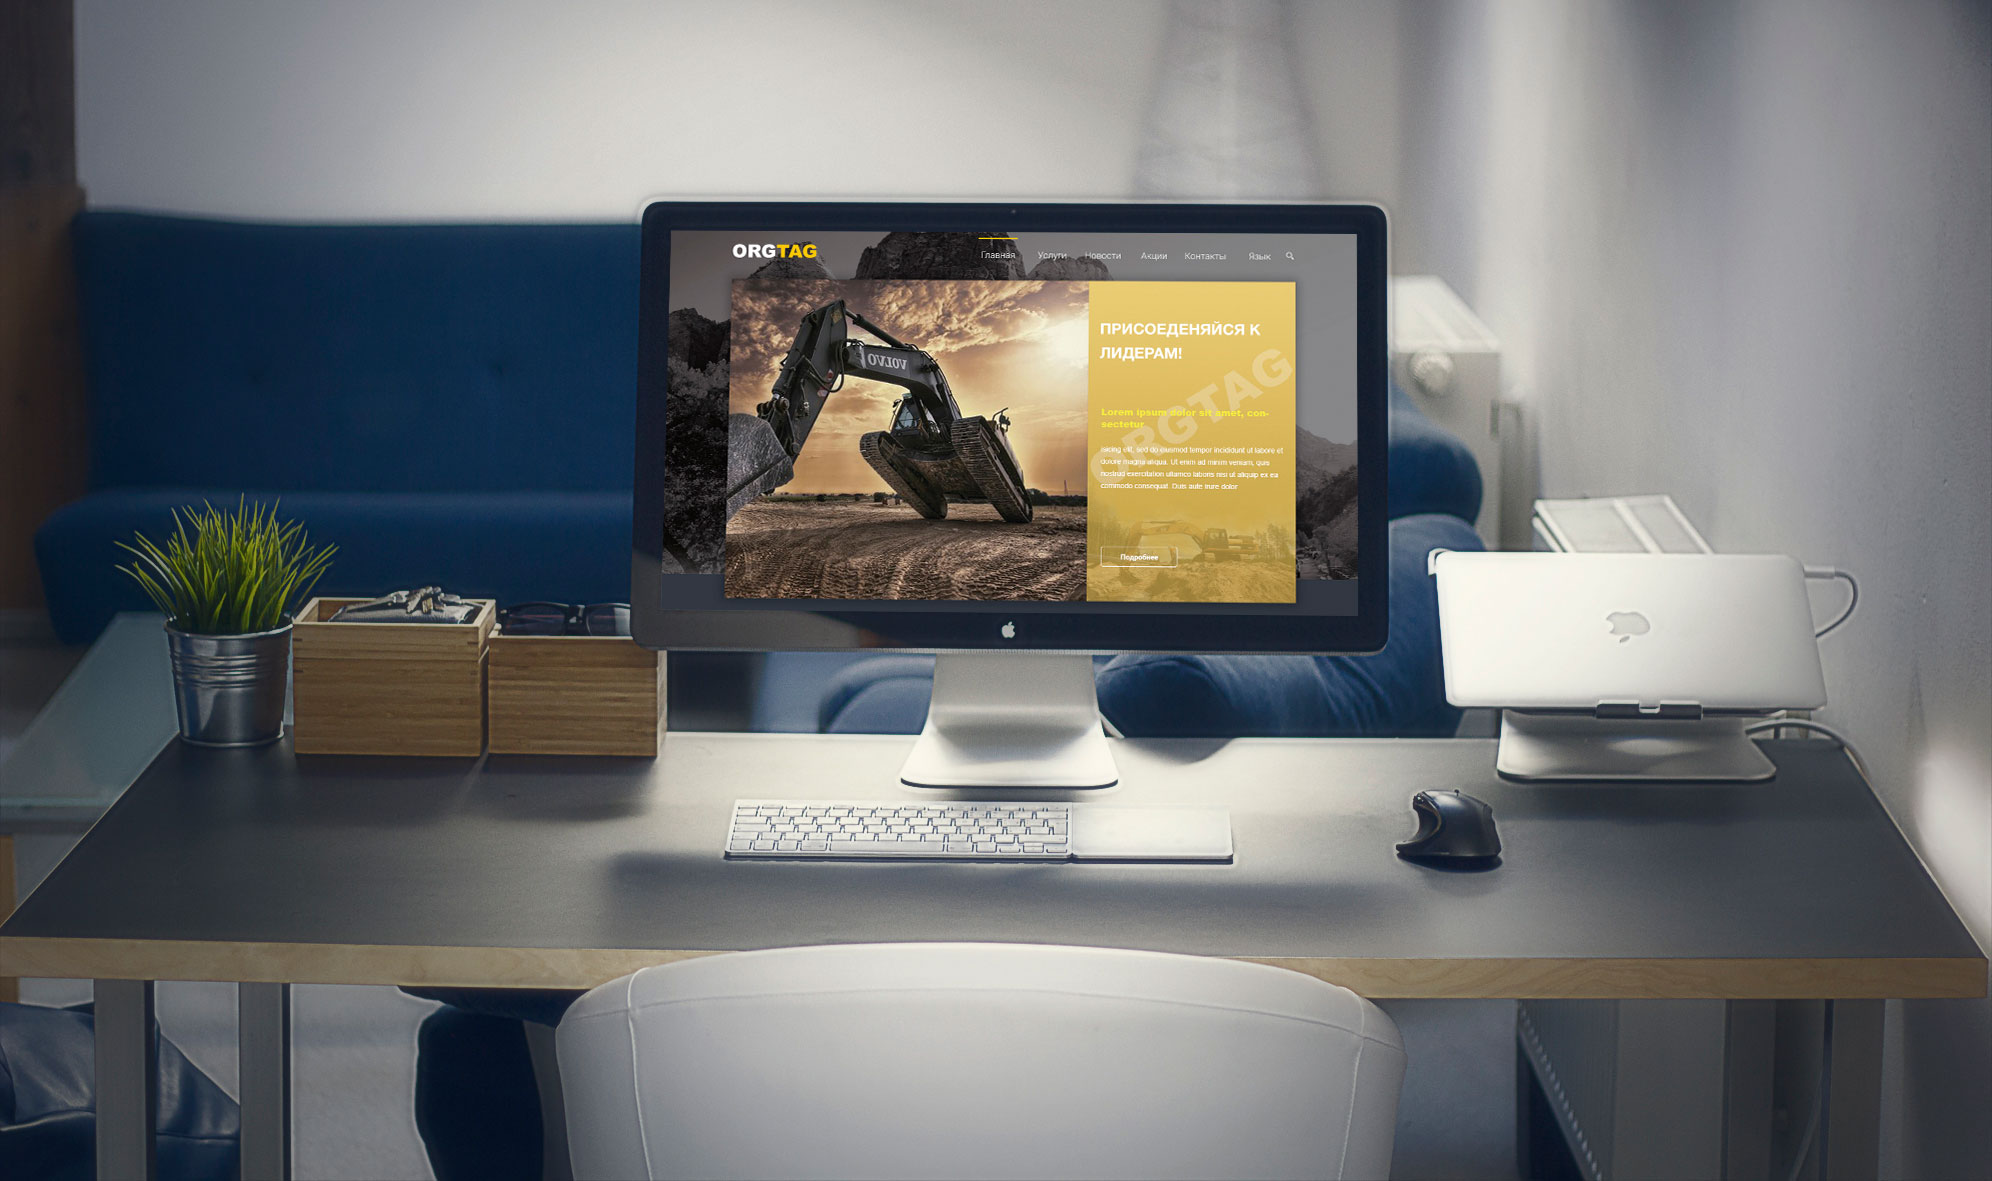 ORGTAG
Главная Услуги Новости Акции Контакты Язык
VOLVO
ПРИСОЕДЕНЯЙСЯ К
ЛИДЕРАМ!
ORGTAG
Lorem ipsum dolor sit amet, con-
sectetur
iscing elit, sed do eiusmod tempor incididunt ut labore et
dolore magna aliqua. Ut enim ad minim veniam, quis
nostrud exercitation ullamco laboris nisi ut aliquip ex ea
commodo consequat. Duis aute irure dolor
Подробнее